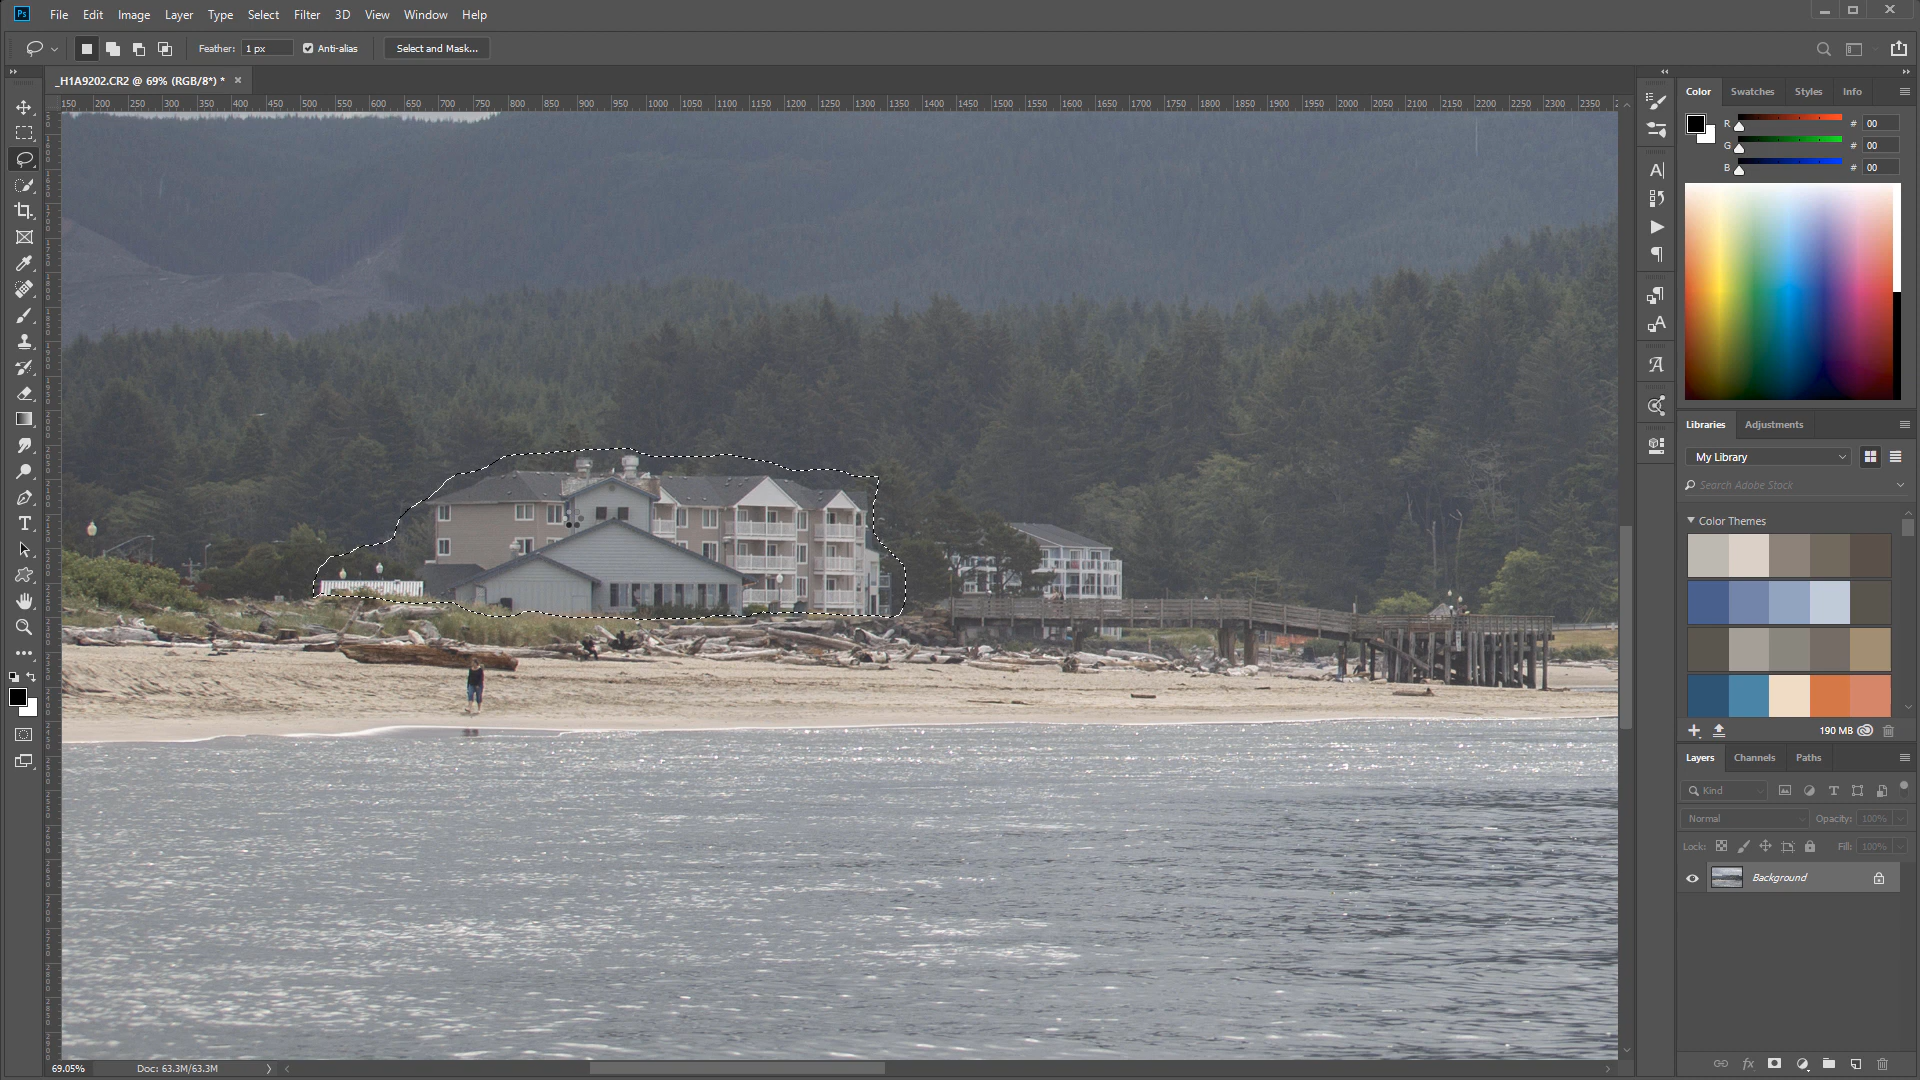 Ps File Edit Image Layer Type Select Filter 3D View Window Help
Feather: 1 px Anti-alias Select and Mask...
_H1A9202.CR2 @ 69% (RGB/8*) *
150 200 250 300 350 400 450 500 550 600 650 700 750 800 850 900 950 1000 1050 1100 1150 1200 1250 1300 1350 1400 1450 1500 1550 1600 1650 1700 1750 1800 1850 1900 1950 2000 2050 2100 2150 2200 2250 2300 2350
Color Swatches Styles Info
R # 00
G # 00
B # 00
Libraries Adjustments
My Library
Search Adobe Stock
Color Themes
190 MB
Layers Channels Paths
Kind
Normal Opacity: 100%
Lock: Fill: 100%
Background
69.05% Doc: 63.3M/63.3M